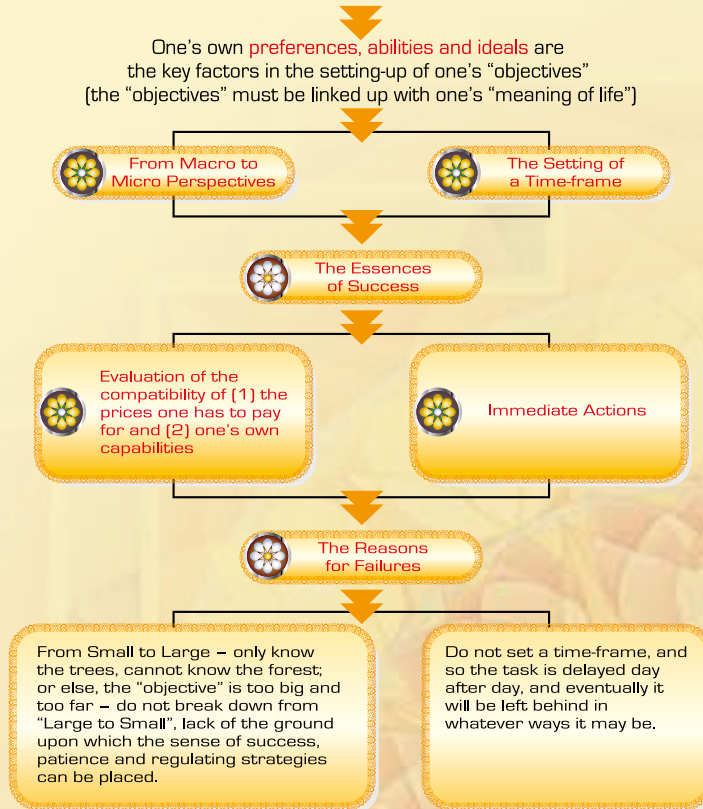 One's own preferences, abilities and ideals are
the key factors in the setting-up of one's “objectives”
(the “objectives” must be linked up with one's “meaning of life”)
From Macro to
Micro Perspectives
The Setting of
a Time-frame
The Essences
of Success
Evaluation of the
compatibility of (1) the
prices one has to pay
for and (2) one's own
capabilities
Immediate Actions
The Reasons
for Failures
From Small to Large – only know
the trees, cannot know the forest;
or else, the “objective” is too big and
too far – do not break down from
“Large to Small”, lack of the ground
upon which the sense of success,
patience and regulating strategies
can be placed.
Do not set a time-frame, and
so the task is delayed day
after day, and eventually it
will be left behind in
whatever ways it may be.